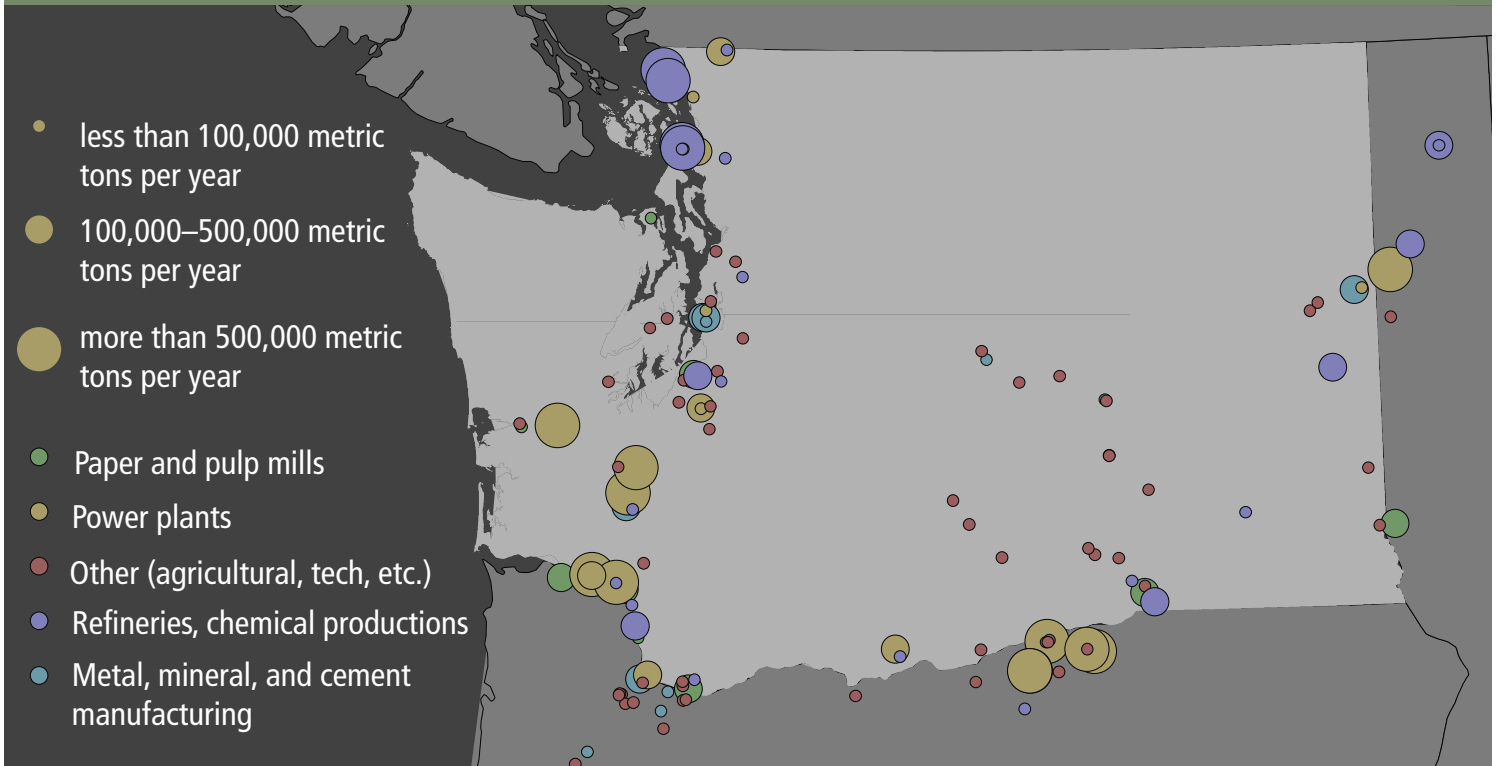 less than 100,000 metric
tons per year
100,000–500,000 metric
tons per year
more than 500,000 metric
tons per year
Paper and pulp mills
Power plants
Other (agricultural, tech, etc.)
Refineries, chemical productions
Metal, mineral, and cement
manufacturing